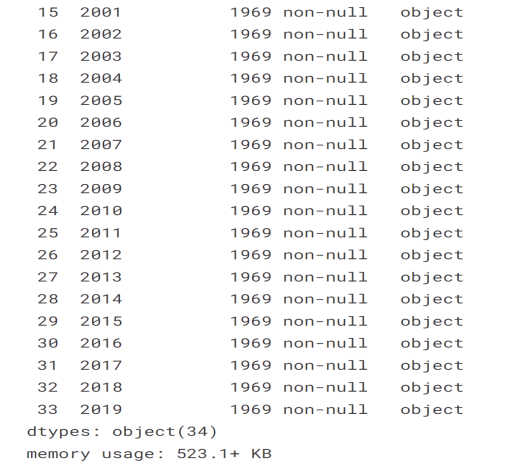 15 2001 1969 non-null object
16 2002 1969 non-null object
17 2003 1969 non-null object
18 2004 1969 non-null object
19 2005 1969 non-null object
20 2006 1969 non-null object
21 2007 1969 non-null object
22 2008 1969 non-null object
23 2009 1969 non-null object
24 2010 1969 non-null object
25 2011 1969 non-null object
26 2012 1969 non-null object
27 2013 1969 non-null object
28 2014 1969 non-null object
29 2015 1969 non-null object
30 2016 1969 non-null object
31 2017 1969 non-null object
32 2018 1969 non-null object
33 2019 1969 non-null object
dtypes: object(34)
memory usage: 523.1+ KB